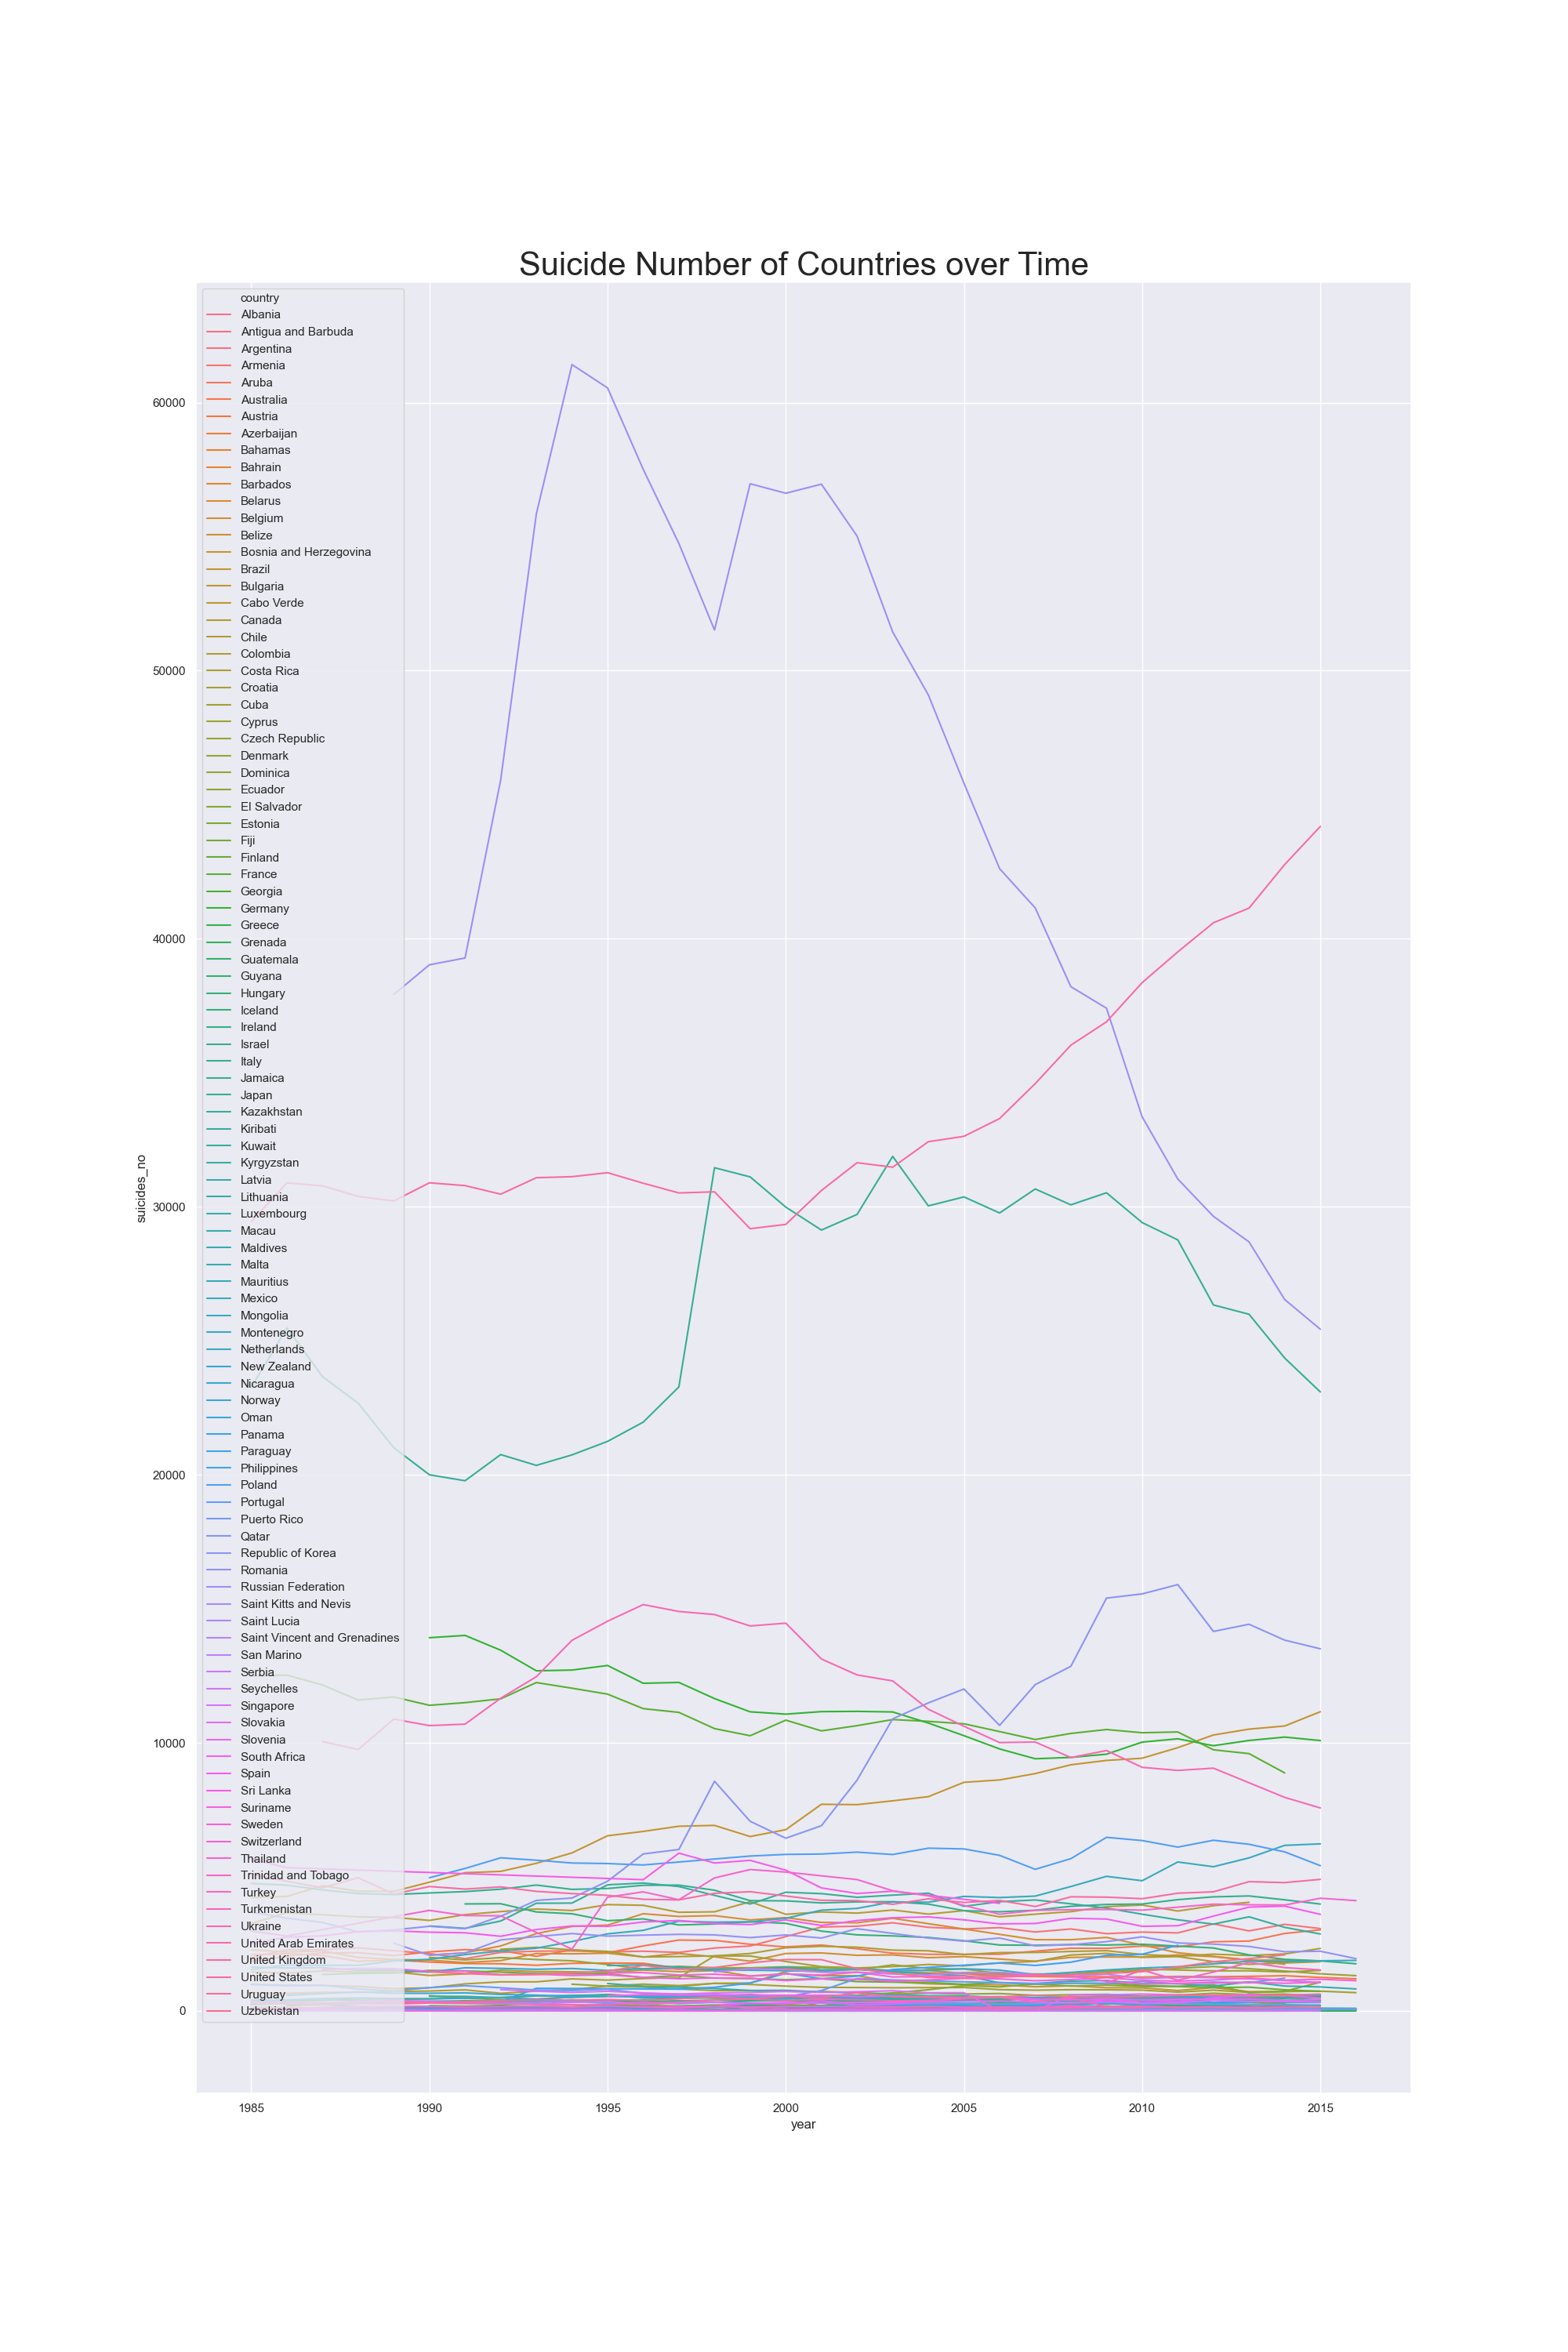 Suicide Number of Countries over Time
country
Albania
Antigua and Barbuda
Argentina
Armenia
Aruba
Australia
Austria
Azerbaijan
Bahamas
Bahrain
Barbados
Belarus
Belgium
Belize
Bosnia and Herzegovina
Brazil
Bulgaria
Cabo Verde
Canada
Chile
Colombia
Costa Rica
Croatia
Cuba
Cyprus
Czech Republic
Denmark
Dominica
Ecuador
El Salvador
Estonia
Fiji
Finland
France
Georgia
Germany
Greece
Grenada
Guatemala
Guyana
Hungary
Iceland
Ireland
Israel
Italy
Jamaica
Japan
Kazakhstan
Kiribati
Kuwait
Kyrgyzstan
Latvia
Lithuania
Luxembourg
Macau
Maldives
Malta
Mauritius
Mexico
Mongolia
Montenegro
Netherlands
New Zealand
Nicaragua
Norway
Oman
Panama
Paraguay
Philippines
Poland
Portugal
Puerto Rico
Qatar
Republic of Korea
Romania
Russian Federation
Saint Kitts and Nevis
Saint Lucia
Saint Vincent and Grenadines
San Marino
Serbia
Seychelles
Singapore
Slovakia
Slovenia
South Africa
Spain
Sri Lanka
Suriname
Sweden
Switzerland
Thailand
Trinidad and Tobago
Turkey
Turkmenistan
Ukraine
United Arab Emirates
United Kingdom
United States
Uruguay
Uzbekistan
60000
50000
40000
30000
20000
10000
0
suicides_no
1985 1990 1995 2000 2005 2010 2015
year